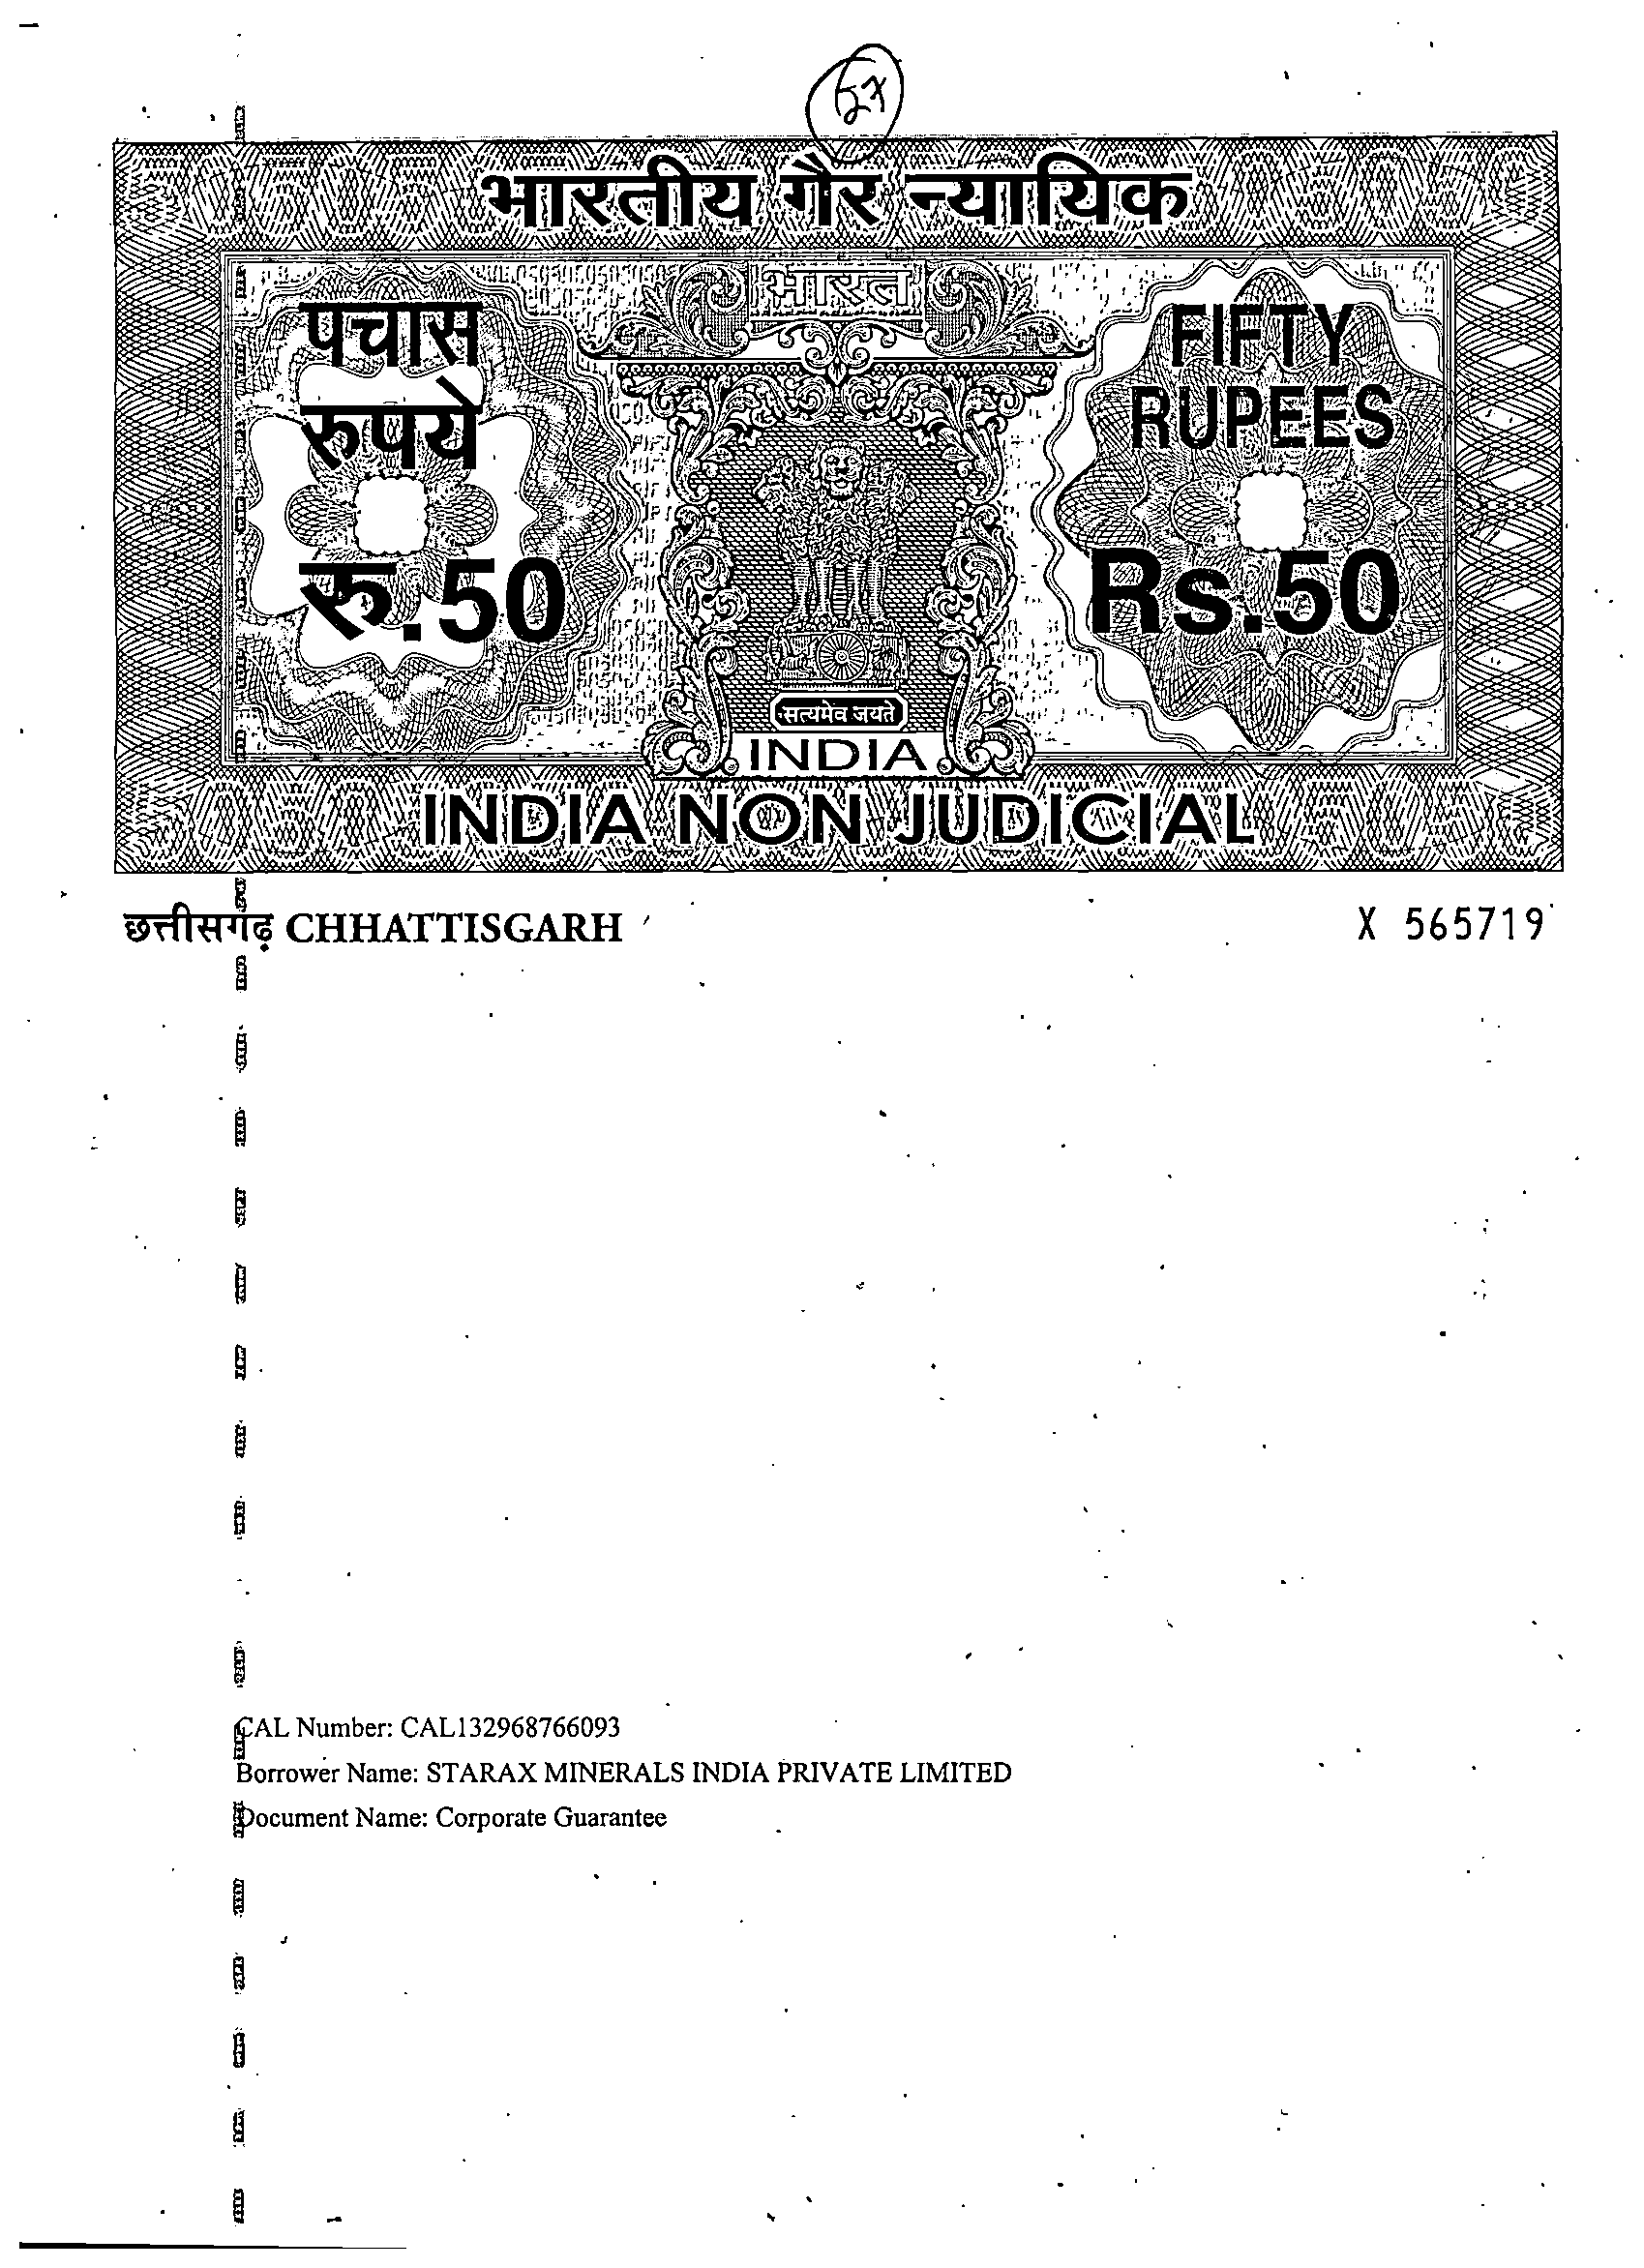 भारतीय गैर न्यायिक
भारत
पचास
रुपये
रु.50
FIFTY
RUPEES
Rs.50
सत्यमेव जयते
INDIA
INDIA NON JUDICIAL
छत्तीसगढ़ CHHATTISGARH X 565719
CAL Number: CAL132968766093
Borrower Name: STARAX MINERALS INDIA PRIVATE LIMITED
Document Name: Corporate Guarantee